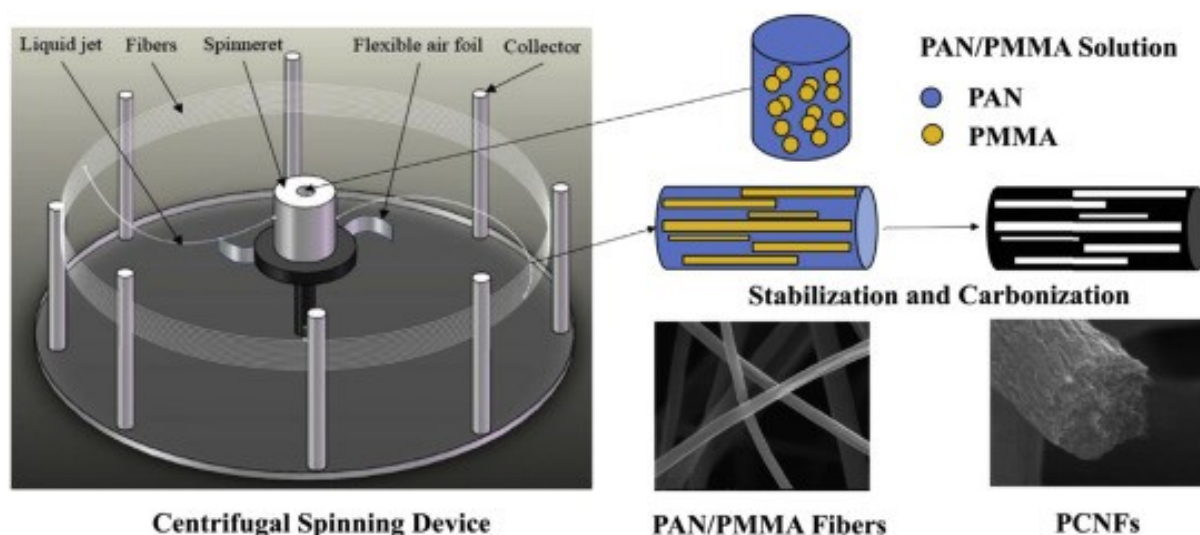 Liquid jet
Fibers
Spinneret
Flexible air foil
Collector
PAN/PMMA Solution
PAN
PMMA
Stabilization and Carbonization
Centrifugal Spinning Device
PAN/PMMA Fibers
PCNFs